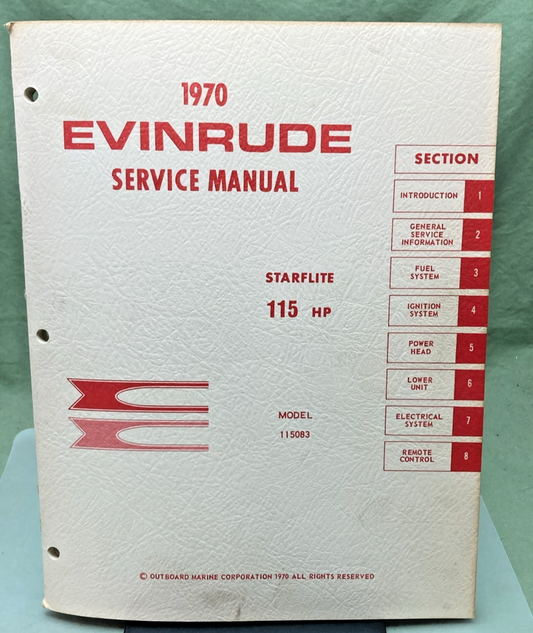 1970
EVINRUDE
SERVICE MANUAL
STARFLITE
115 HP
MODEL
115083
SECTION
INTRODUCTION 1
GENERAL
SERVICE
INFORMATION 2
FUEL
SYSTEM 3
IGNITION
SYSTEM 4
POWER
HEAD 5
LOWER
UNIT 6
ELECTRICAL
SYSTEM 7
REMOTE
CONTROL 8
© OUTBOARD MARINE CORPORATION 1970 ALL RIGHTS RESERVED